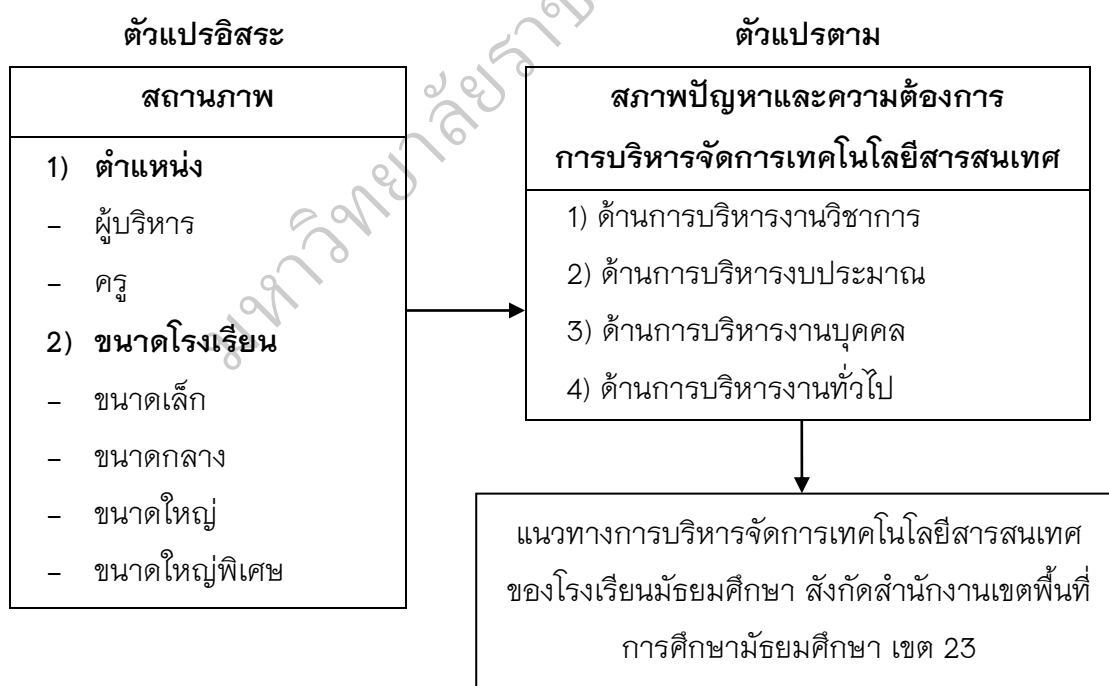 ตัวแปรอิสระ
สถานภาพ
1) ตำแหน่ง
- ผู้บริหาร
- ครู
2) ขนาดโรงเรียน
- ขนาดเล็ก
- ขนาดกลาง
- ขนาดใหญ่
- ขนาดใหญ่พิเศษ
ตัวแปรตาม
สภาพปัญหาและความต้องการ
การบริหารจัดการเทคโนโลยีสารสนเทศ
1) ด้านการบริหารงานวิชาการ
2) ด้านการบริหารงบประมาณ
3) ด้านการบริหารงานบุคคล
4) ด้านการบริหารงานทั่วไป
แนวทางการบริหารจัดการเทคโนโลยีสารสนเทศ
ของโรงเรียนมัธยมศึกษา สังกัดสำนักงานเขตพื้นที่
การศึกษามัธยมศึกษา เขต 23